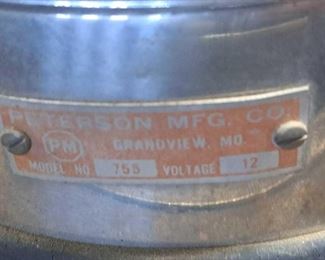 PETERSON MFG. CO.
PM
GRANDVIEW, MO.
MODEL NO. 755 VOLTAGE 12